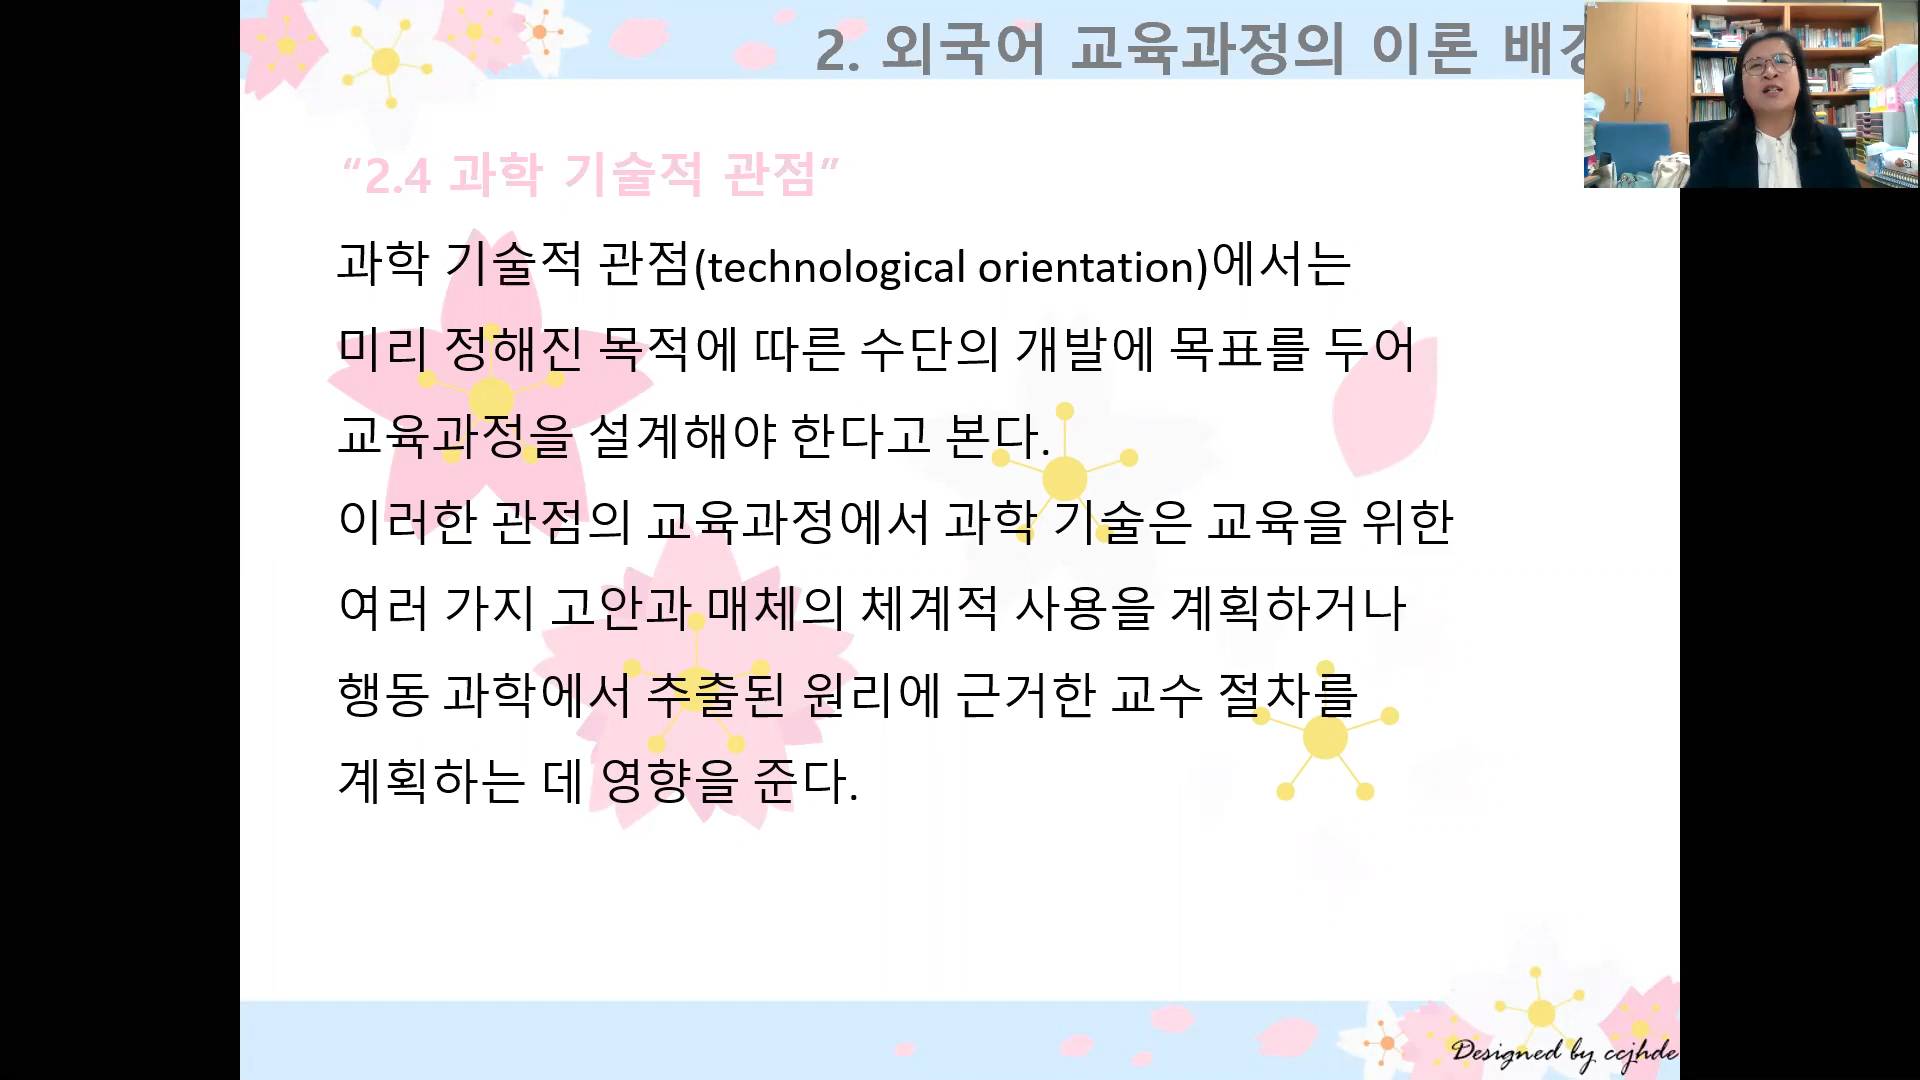 2. 외국어 교육과정의 이론
“2.4 과학 기술적 관점”
과학 기술적 관점(technological orientation)에서는
미리 정해진 목적에 따른 수단의 개발에 목표를 두어
교육과정을 설계해야 한다고 본다.
이러한 관점의 교육과정에서 과학 기술은 교육을 위한
여러 가지 고안과 매체의 체계적 사용을 계획하거나
행동 과학에서 추출된 원리에 근거한 교수 절차를
계획하는 데 영향을 준다.
Designed by ccjhde